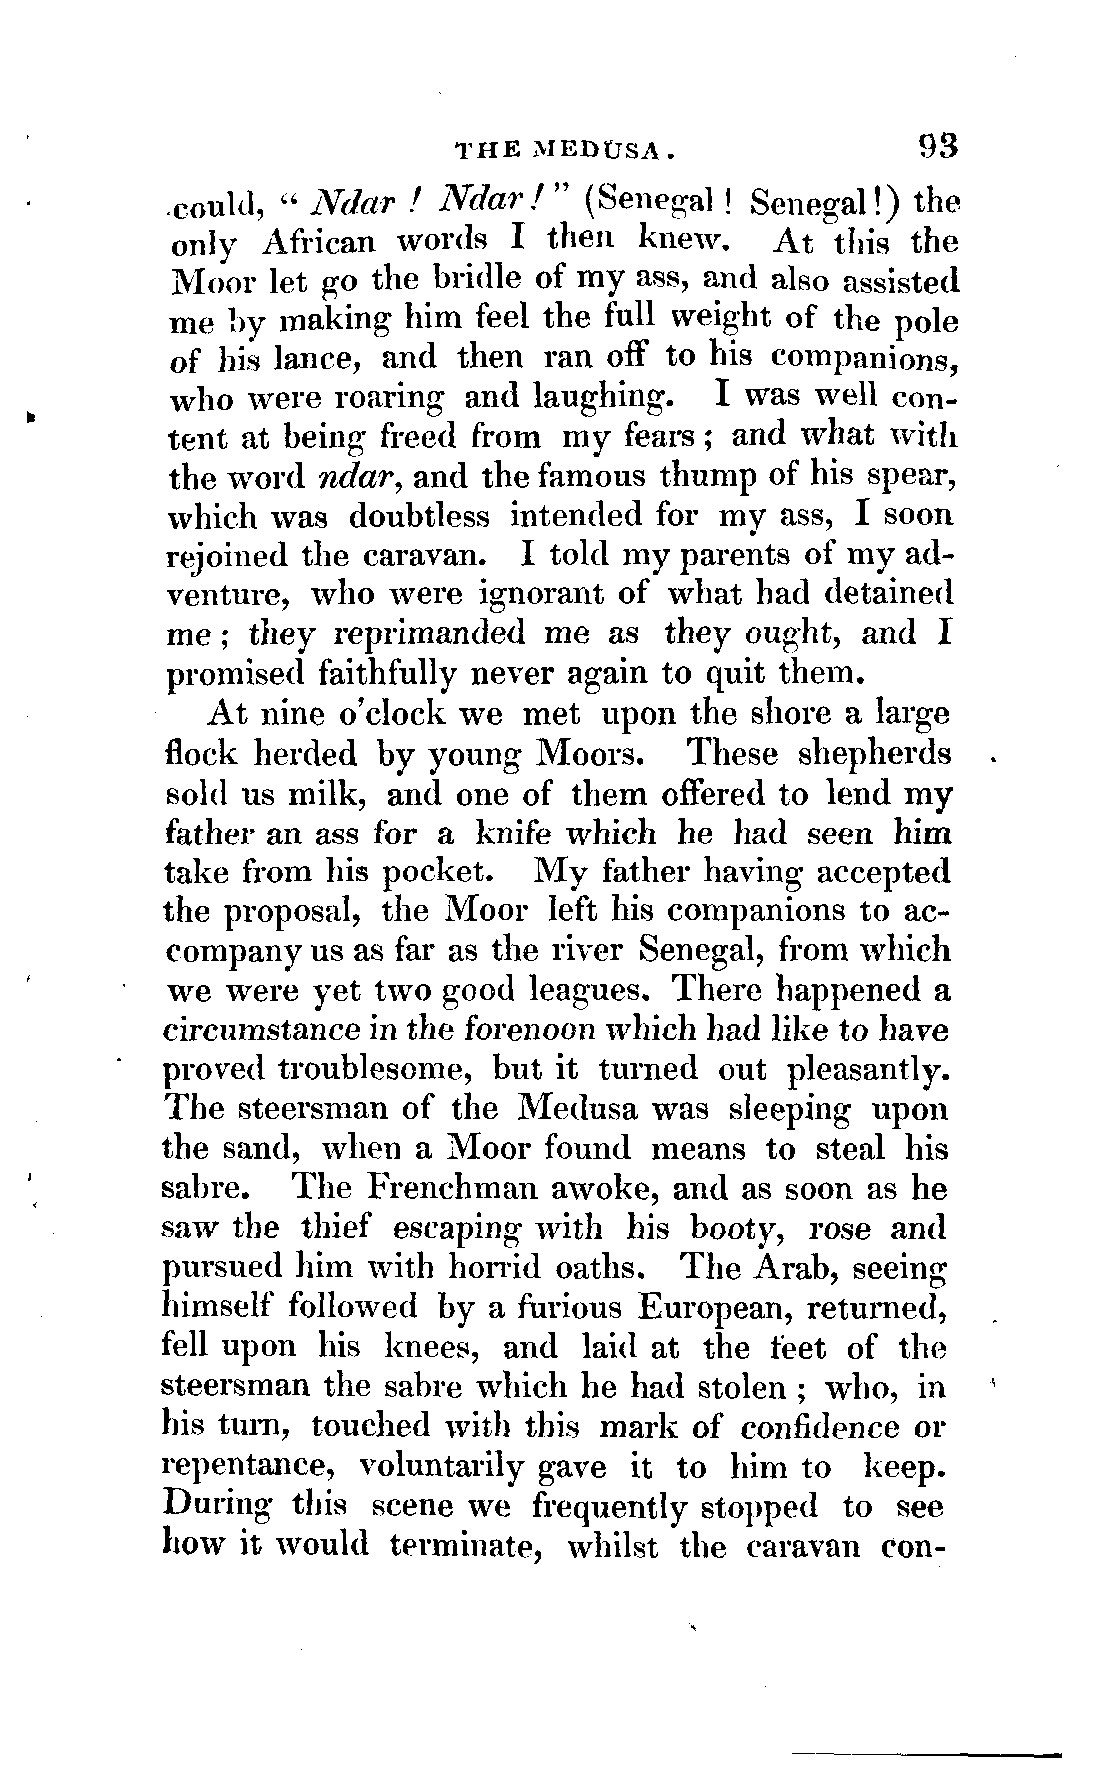 THE MEDUSA. 93
could, “ Ndar ! Ndar ! ” (Senegal ! Senegal !) the
only African words I then knew. At this the
Moor let go the bridle of my ass, and also assisted
me by making him feel the full weight of the pole
of his lance, and then ran off to his companions,
who were roaring and laughing. I was well con-
tent at being freed from my fears ; and what with
the word ndar, and the famous thump of his spear,
which was doubtless intended for my ass, I soon
rejoined the caravan. I told my parents of my ad-
venture, who were ignorant of what had detained
me ; they reprimanded me as they ought, and I
promised faithfully never again to quit them.
At nine o'clock we met upon the shore a large
flock herded by young Moors. These shepherds
sold us milk, and one of them offered to lend my
father an ass for a knife which he had seen him
take from his pocket. My father having accepted
the proposal, the Moor left his companions to ac-
company us as far as the river Senegal, from which
we were yet two good leagues. There happened a
circumstance in the forenoon which had like to have
proved troublesome, but it turned out pleasantly.
The steersman of the Medusa was sleeping upon
the sand, when a Moor found means to steal his
sabre. The Frenchman awoke, and as soon as he
saw the thief escaping with his booty, rose and
pursued him with horrid oaths. The Arab, seeing
himself followed by a furious European, returned,
fell upon his knees, and laid at the feet of the
steersman the sabre which he had stolen ; who, in
his turn, touched with this mark of confidence or
repentance, voluntarily gave it to him to keep.
During this scene we frequently stopped to see
how it would terminate, whilst the caravan con-